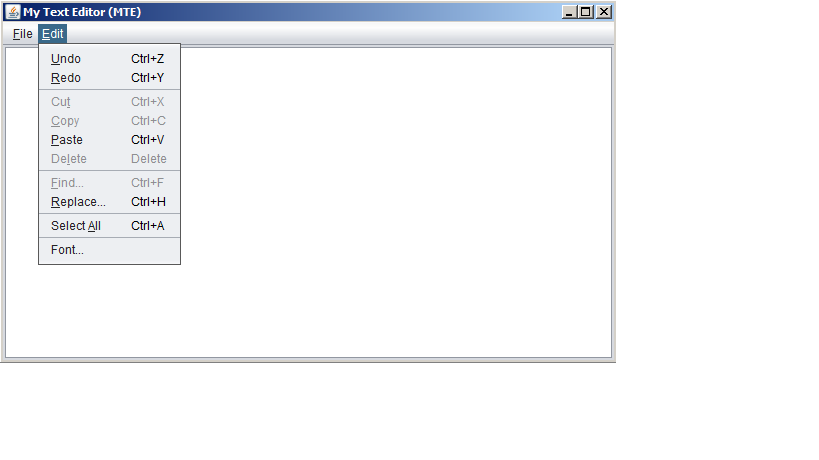 My Text Editor (MTE)
File Edit
Undo Ctrl+Z
Redo Ctrl+Y
Cut Ctrl+X
Copy Ctrl+C
Paste Ctrl+V
Delete Delete
Find... Ctrl+F
Replace... Ctrl+H
Select All Ctrl+A
Font...